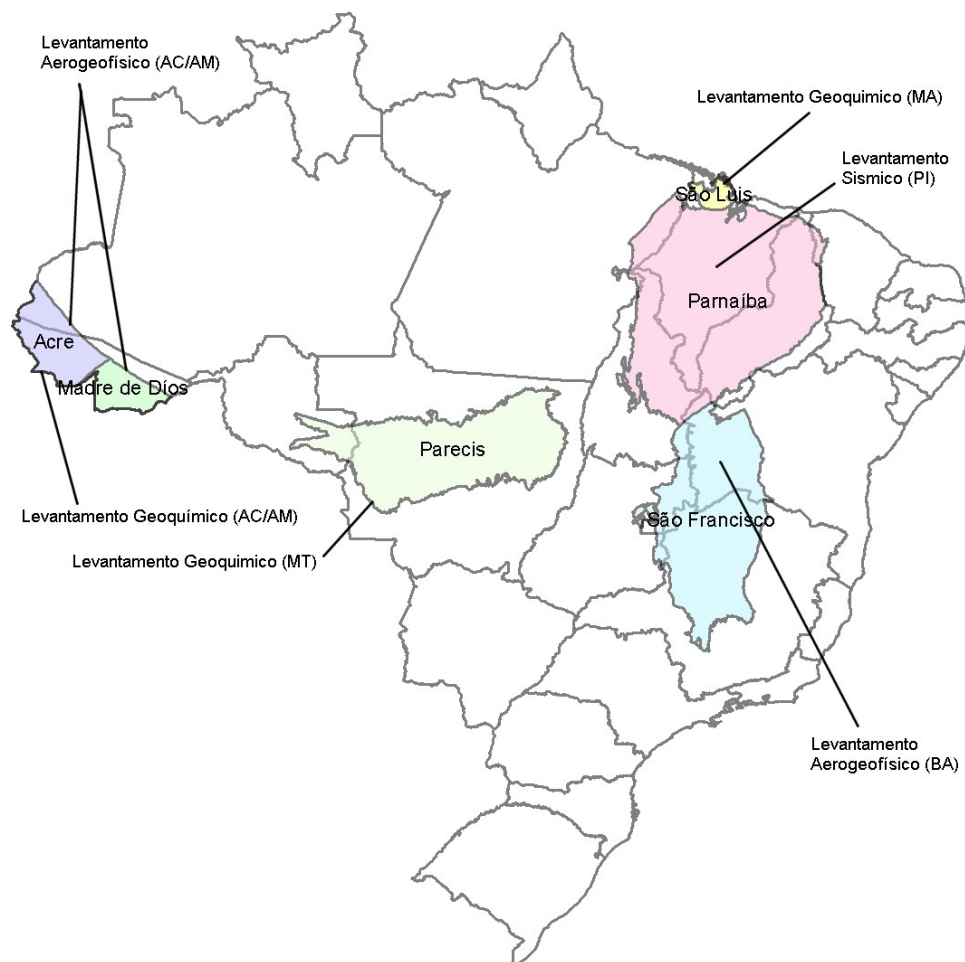 Levantamento
Aerogeofísico (AC/AM)
Levantamento Geoquimico (MA)
Levantamento
Sismico (PI)
São Luis
Parnaíba
Acre
Madre de Díos
Parecis
Levantamento Geoquímico (AC/AM)
São Francisco
Levantamento Geoquimico (MT)
Levantamento
Aerogeofísico (BA)